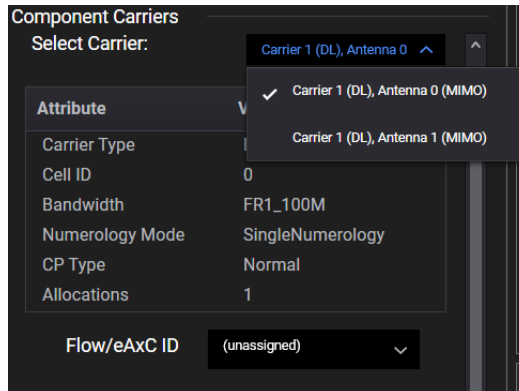 Component Carriers
Select Carrier:
Carrier 1 (DL), Antenna 0
Carrier 1 (DL), Antenna 0 (MIMO)
Carrier 1 (DL), Antenna 1 (MIMO)
Attribute
Carrier Type
Cell ID 0
Bandwidth FR1_100M
Numerology Mode SingleNumerology
CP Type Normal
Allocations 1
Flow/eAxC ID (unassigned)